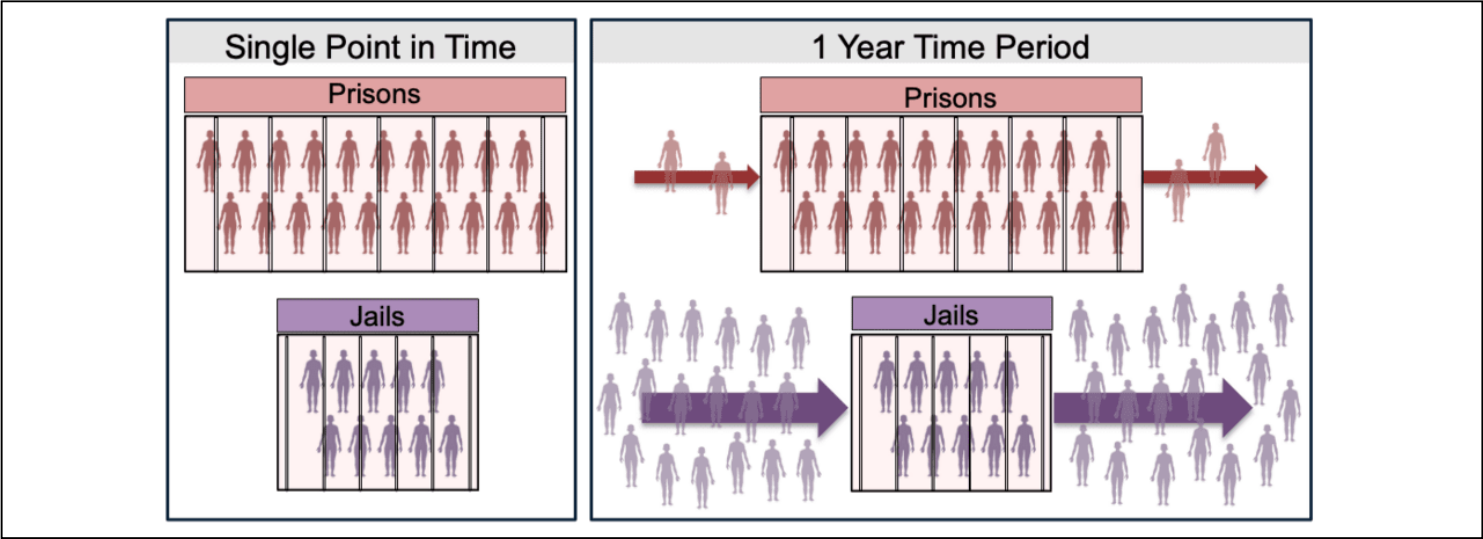 Single Point in Time
Prisons
Jails
1 Year Time Period
Prisons
Jails